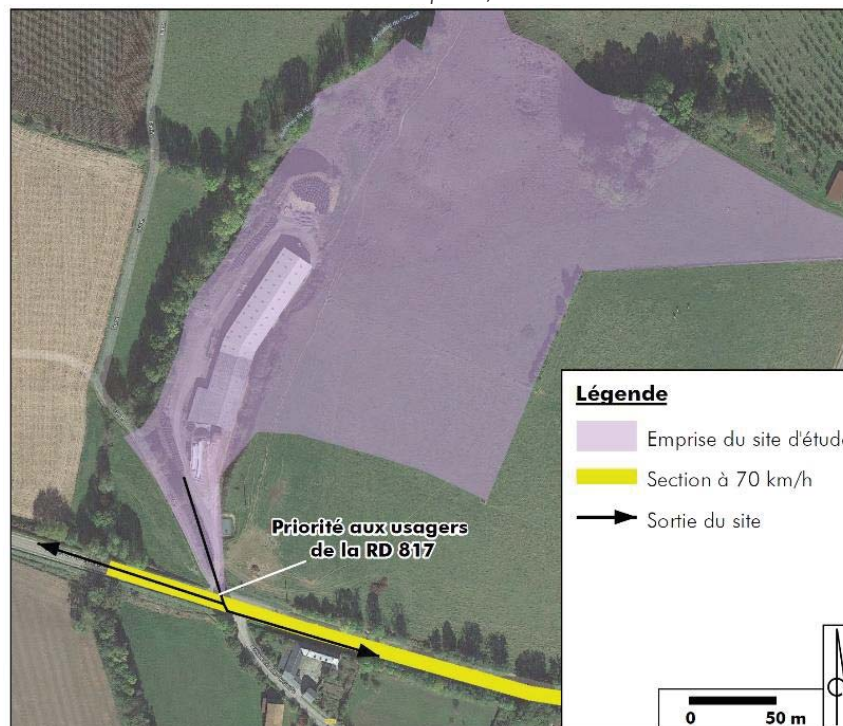 Priorité aux usagers
de la RD 817
Légende
Emprise du site d'étud
Section à 70 km/h
Sortie du site
0 50 m